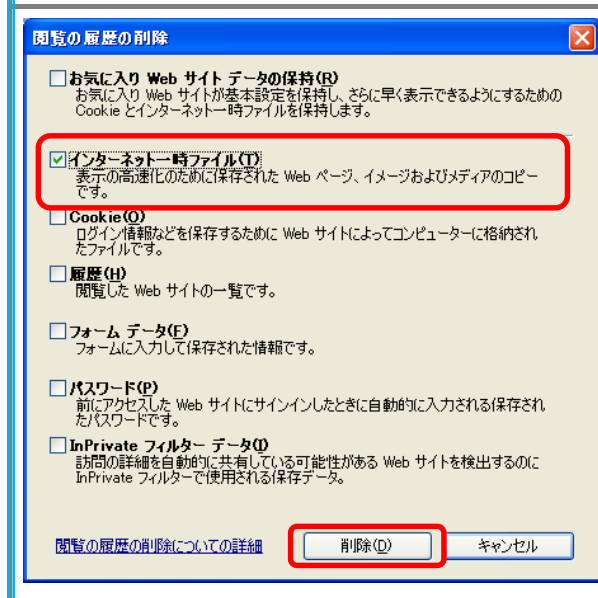 閲覧の履歴の削除
お気に入り Web サイト データの保持(R)
お気に入り Web サイトが基本設定を保持し、さらに早く表示できるようにするための
Cookie とインターネット一時ファイルを保持します。
インターネット一時ファイル(T)
表示の高速化のために保存された Web ページ、イメージおよびメディアのコピー
です。
Cookie(O)
ログイン情報などを保存するために Web サイトによってコンピューターに格納され
たファイルです。
履歴(H)
閲覧した Web サイトの一覧です。
フォーム データ(F)
フォームに入力して保存された情報です。
パスワード(P)
前にアクセスした Web サイトにサインインしたときに自動的に入力される保存され
たパスワードです。
InPrivate フィルター データ(I)
訪問の詳細を自動的に共有している可能性がある Web サイトを検出するのに
InPrivate フィルターで使用される保存データ。
閲覧の履歴の削除についての詳細
削除(D)
キャンセル